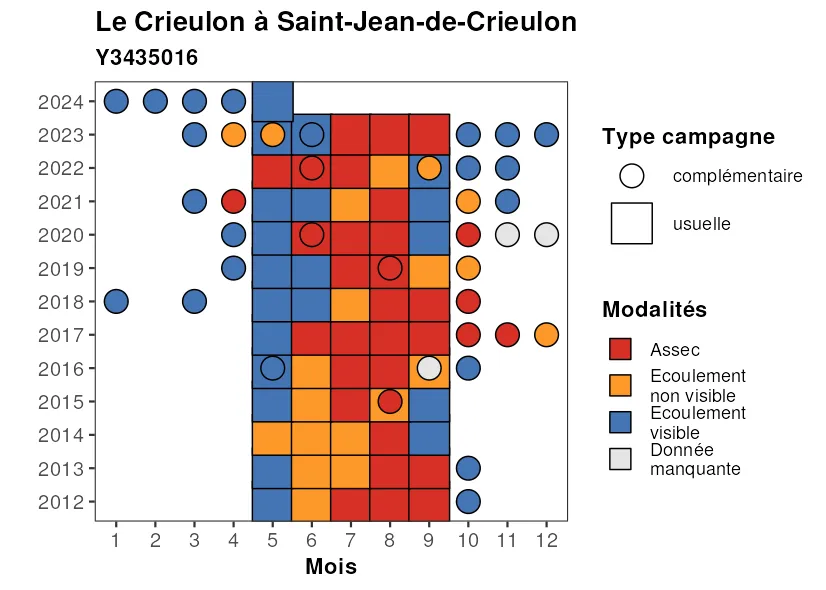 Le Crieulon à Saint-Jean-de-Crieulon
Y3435016
2024
2023
2022
2021
2020
2019
2018
2017
2016
2015
2014
2013
2012
1 2 3 4 5 6 7 8 9 10 11 12
Mois
Type campagne
complémentaire
usuelle
Modalités
Assec
Ecoulement
non visible
Ecoulement
visible
Donnée
manquante